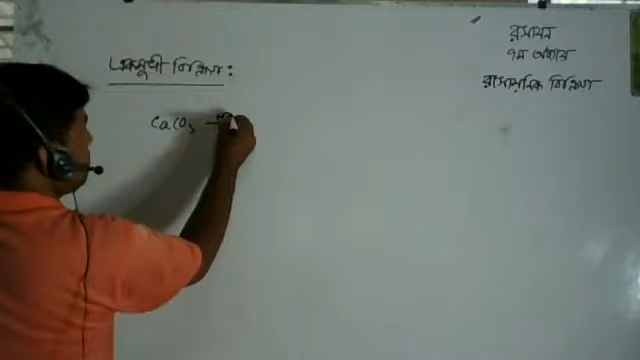 রসায়ন
৭ম অধ্যায়
রাসায়নিক বিক্রিয়া
একমুখী বিক্রিয়া :
CaCO₃